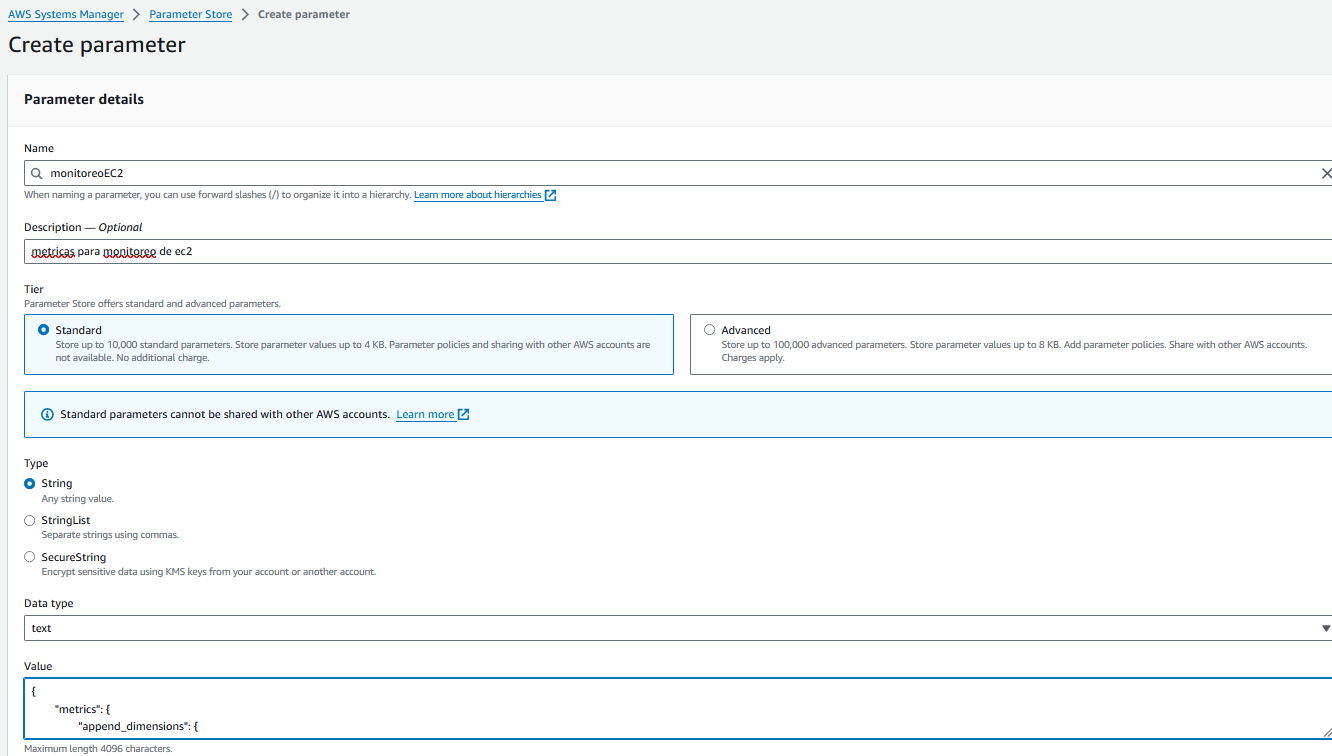 AWS Systems Manager > Parameter Store > Create parameter
Create parameter
Parameter details
Name
monitoreoEC2
When naming a parameter, you can use forward slashes (/) to organize it into a hierarchy. Learn more about hierarchies
Description — Optional
metricas para monitoreo de ec2
Tier
Parameter Store offers standard and advanced parameters.
Standard
Store up to 10,000 standard parameters. Store parameter values up to 4 KB. Parameter policies and sharing with other AWS accounts are
not available. No additional charge.
Advanced
Store up to 100,000 advanced parameters. Store parameter values up to 8 KB. Add parameter policies. Share with other AWS accounts.
Charges apply.
Standard parameters cannot be shared with other AWS accounts. Learn more
Type
String
Any string value.
StringList
Separate strings using commas.
SecureString
Encrypt sensitive data using KMS keys from your account or another account.
Data type
text
Value
{
"metrics": {
"append_dimensions": {
Maximum length 4096 characters.